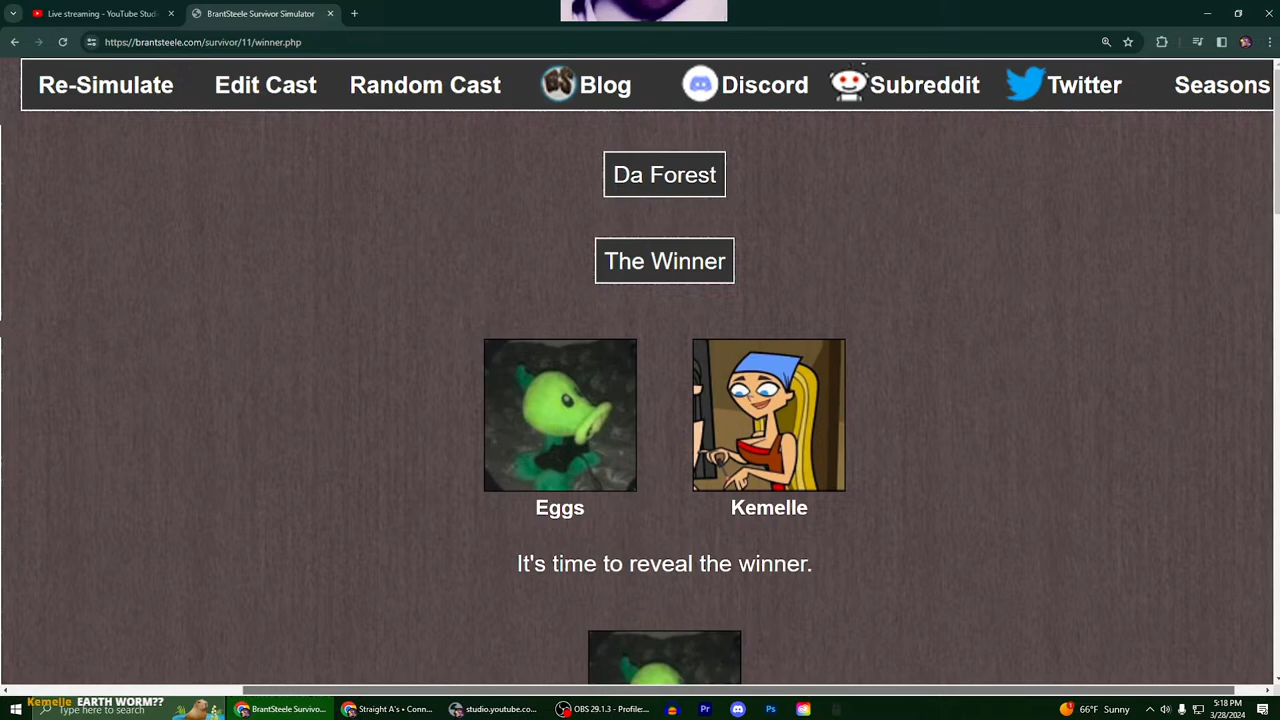 Live streaming - YouTube Studi
BrantSteele Survivor Simulator
https://brantsteele.com/survivor/11/winner.php
Re-Simulate Edit Cast Random Cast Blog Discord Subreddit Twitter Seasons
Da Forest
The Winner
Eggs Kemelle
It's time to reveal the winner.
Kemelle EARTH WORM??
Type here to search
BrantSteele Survivo...
Straight A's • Conn...
studio.youtube.co...
OBS 29.1.3 - Profile:...
66°F Sunny
5:18 PM
3/28/2024